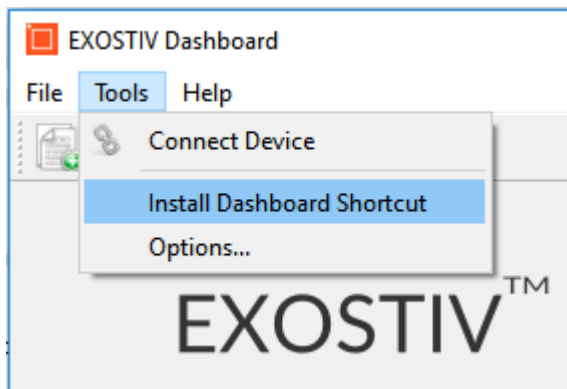 EXOSTIV Dashboard
File Tools Help
Connect Device
Install Dashboard Shortcut
Options...
EXOSTIV™